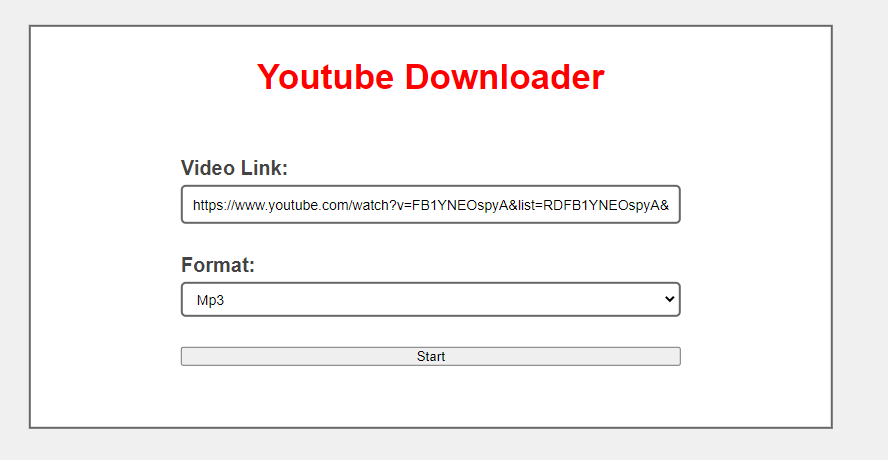 Youtube Downloader
Video Link:
https://www.youtube.com/watch?v=FB1YNEOspyA&list=RDFB1YNEOspyA&
Format:
Mp3
Start